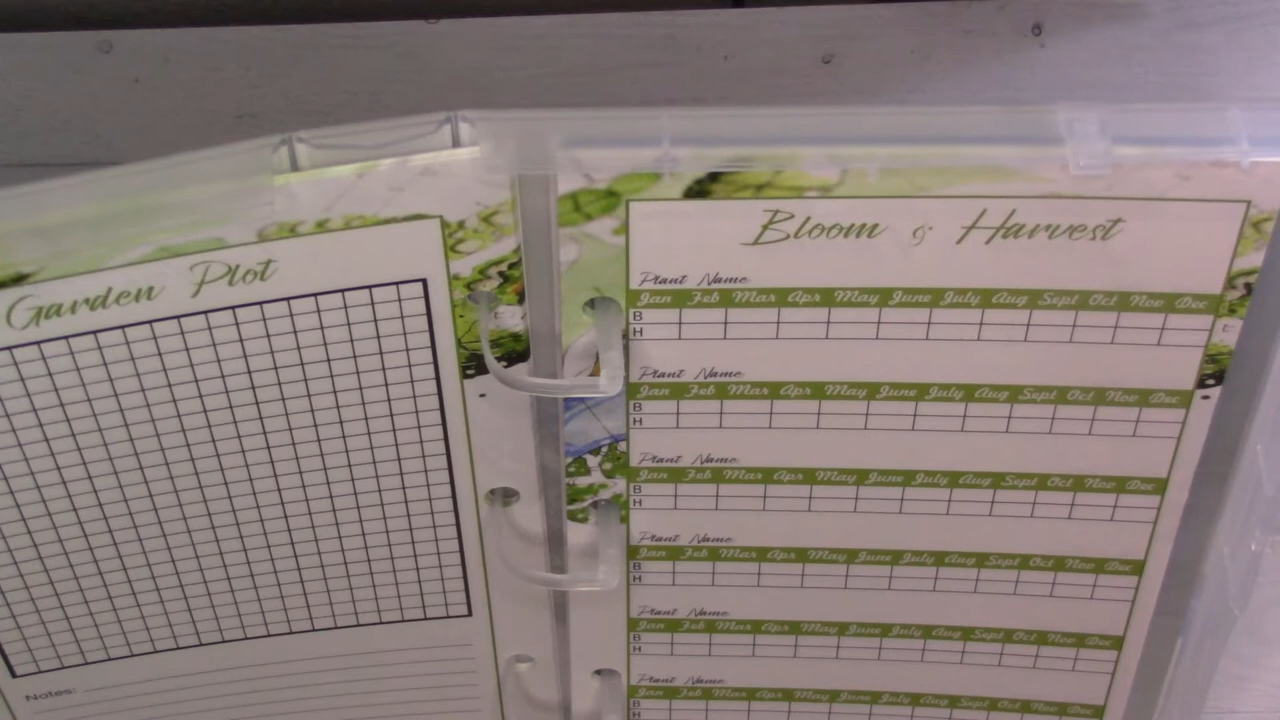 Garden Plot
Notes:
Bloom & Harvest
Plant Name
Jan Feb Mar Apr May June July Aug Sept Oct Nov Dec
B
H
Plant Name
Jan Feb Mar Apr May June July Aug Sept Oct Nov Dec
B
H
Plant Name
Jan Feb Mar Apr May June July Aug Sept Oct Nov Dec
B
H
Plant Name
Jan Feb Mar Apr May June July Aug Sept Oct Nov Dec
B
H
Plant Name
Jan Feb Mar Apr May June July Aug Sept Oct Nov Dec
B
H
Plant Name
Jan Feb Mar Apr May June July Aug Sept Oct Nov Dec
B
H